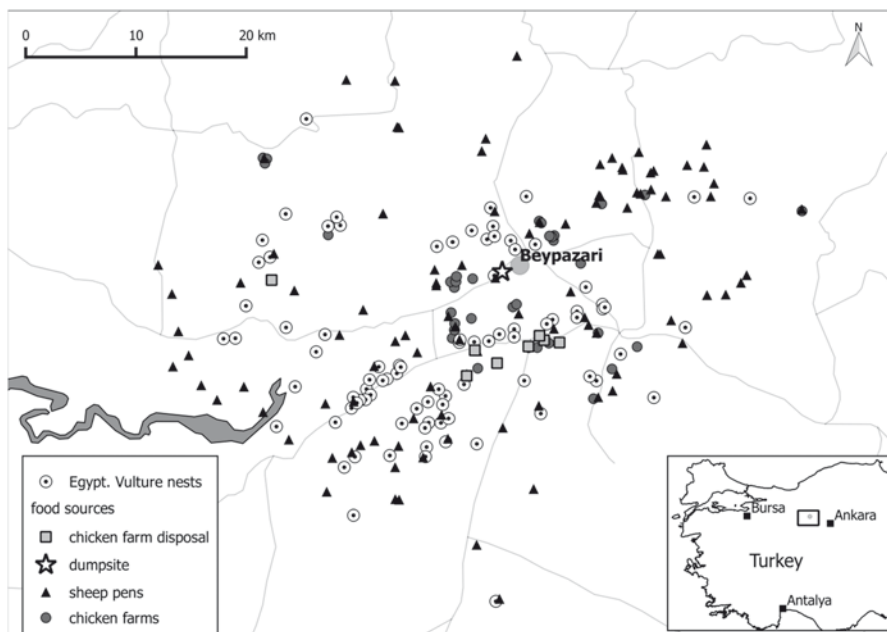 0 20 km
N
Beypazari
Egypt. Vulture nests
food sources
chicken farm disposal
dumpsite
sheep pens
chicken farms
Bursa
Ankara
Turkey
Antalya